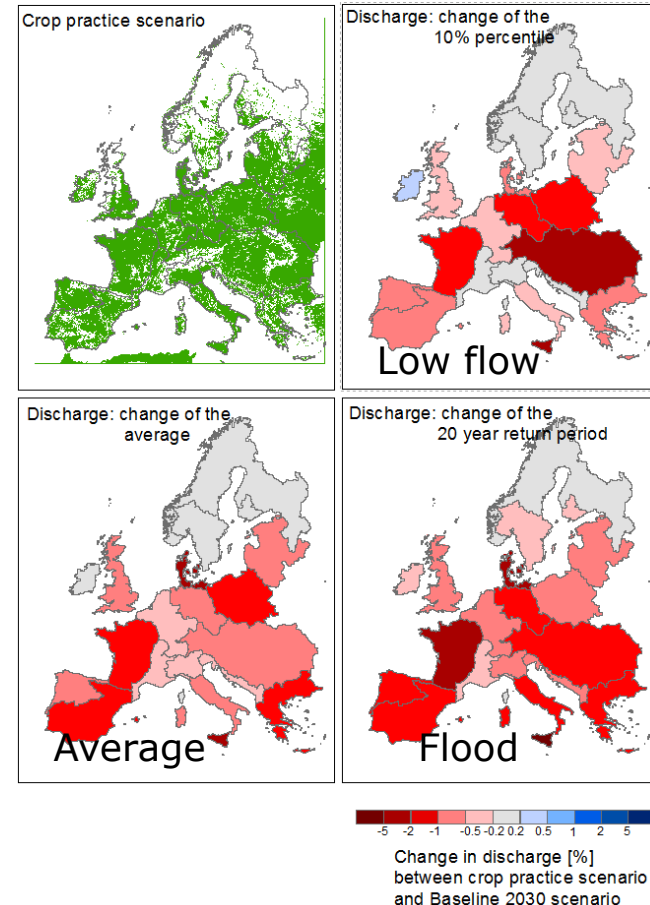 Crop practice scenario
Discharge: change of the
10% percentile
Low flow
Discharge: change of the
average
Average
Discharge: change of the
20 year return period
Flood
-5 -2 -1 -0.5 -0.2 0.2 0.5 1 2 5
Change in discharge [%]
between crop practice scenario
and Baseline 2030 scenario